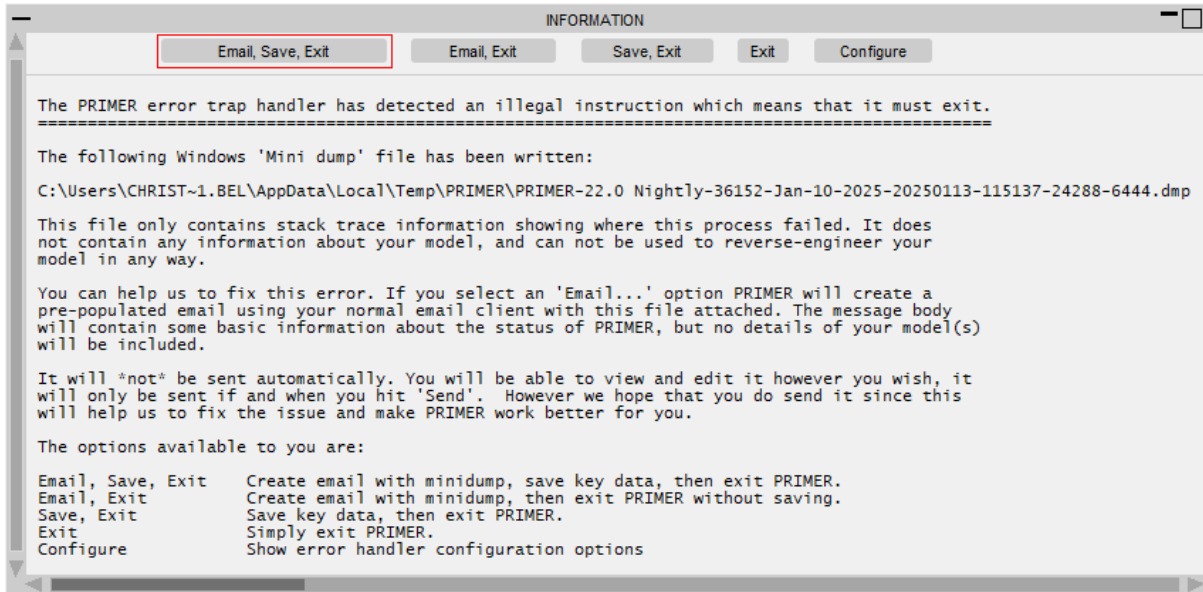 INFORMATION
Email, Save, Exit Email, Exit Save, Exit Exit Configure
The PRIMER error trap handler has detected an illegal instruction which means that it must exit.
================================================================================================
The following Windows 'Mini dump' file has been written:
C:\Users\CHRIST~1.BEL\AppData\Local\Temp\PRIMER\PRIMER-22.0 Nightly-36152-Jan-10-2025-20250113-115137-24288-6444.dmp
This file only contains stack trace information showing where this process failed. It does
not contain any information about your model, and can not be used to reverse-engineer your
model in any way.
You can help us to fix this error. If you select an 'Email...' option PRIMER will create a
pre-populated email using your normal email client with this file attached. The message body
will contain some basic information about the status of PRIMER, but no details of your model(s)
will be included.
It will *not* be sent automatically. You will be able to view and edit it however you wish, it
will only be sent if and when you hit 'Send'.  However we hope that you do send it since this
will help us to fix the issue and make PRIMER work better for you.
The options available to you are:
Email, Save, Exit    Create email with minidump, save key data, then exit PRIMER.
Email, Exit          Create email with minidump, then exit PRIMER without saving.
Save, Exit           Save key data, then exit PRIMER.
Exit                 Simply exit PRIMER.
Configure            Show error handler configuration options